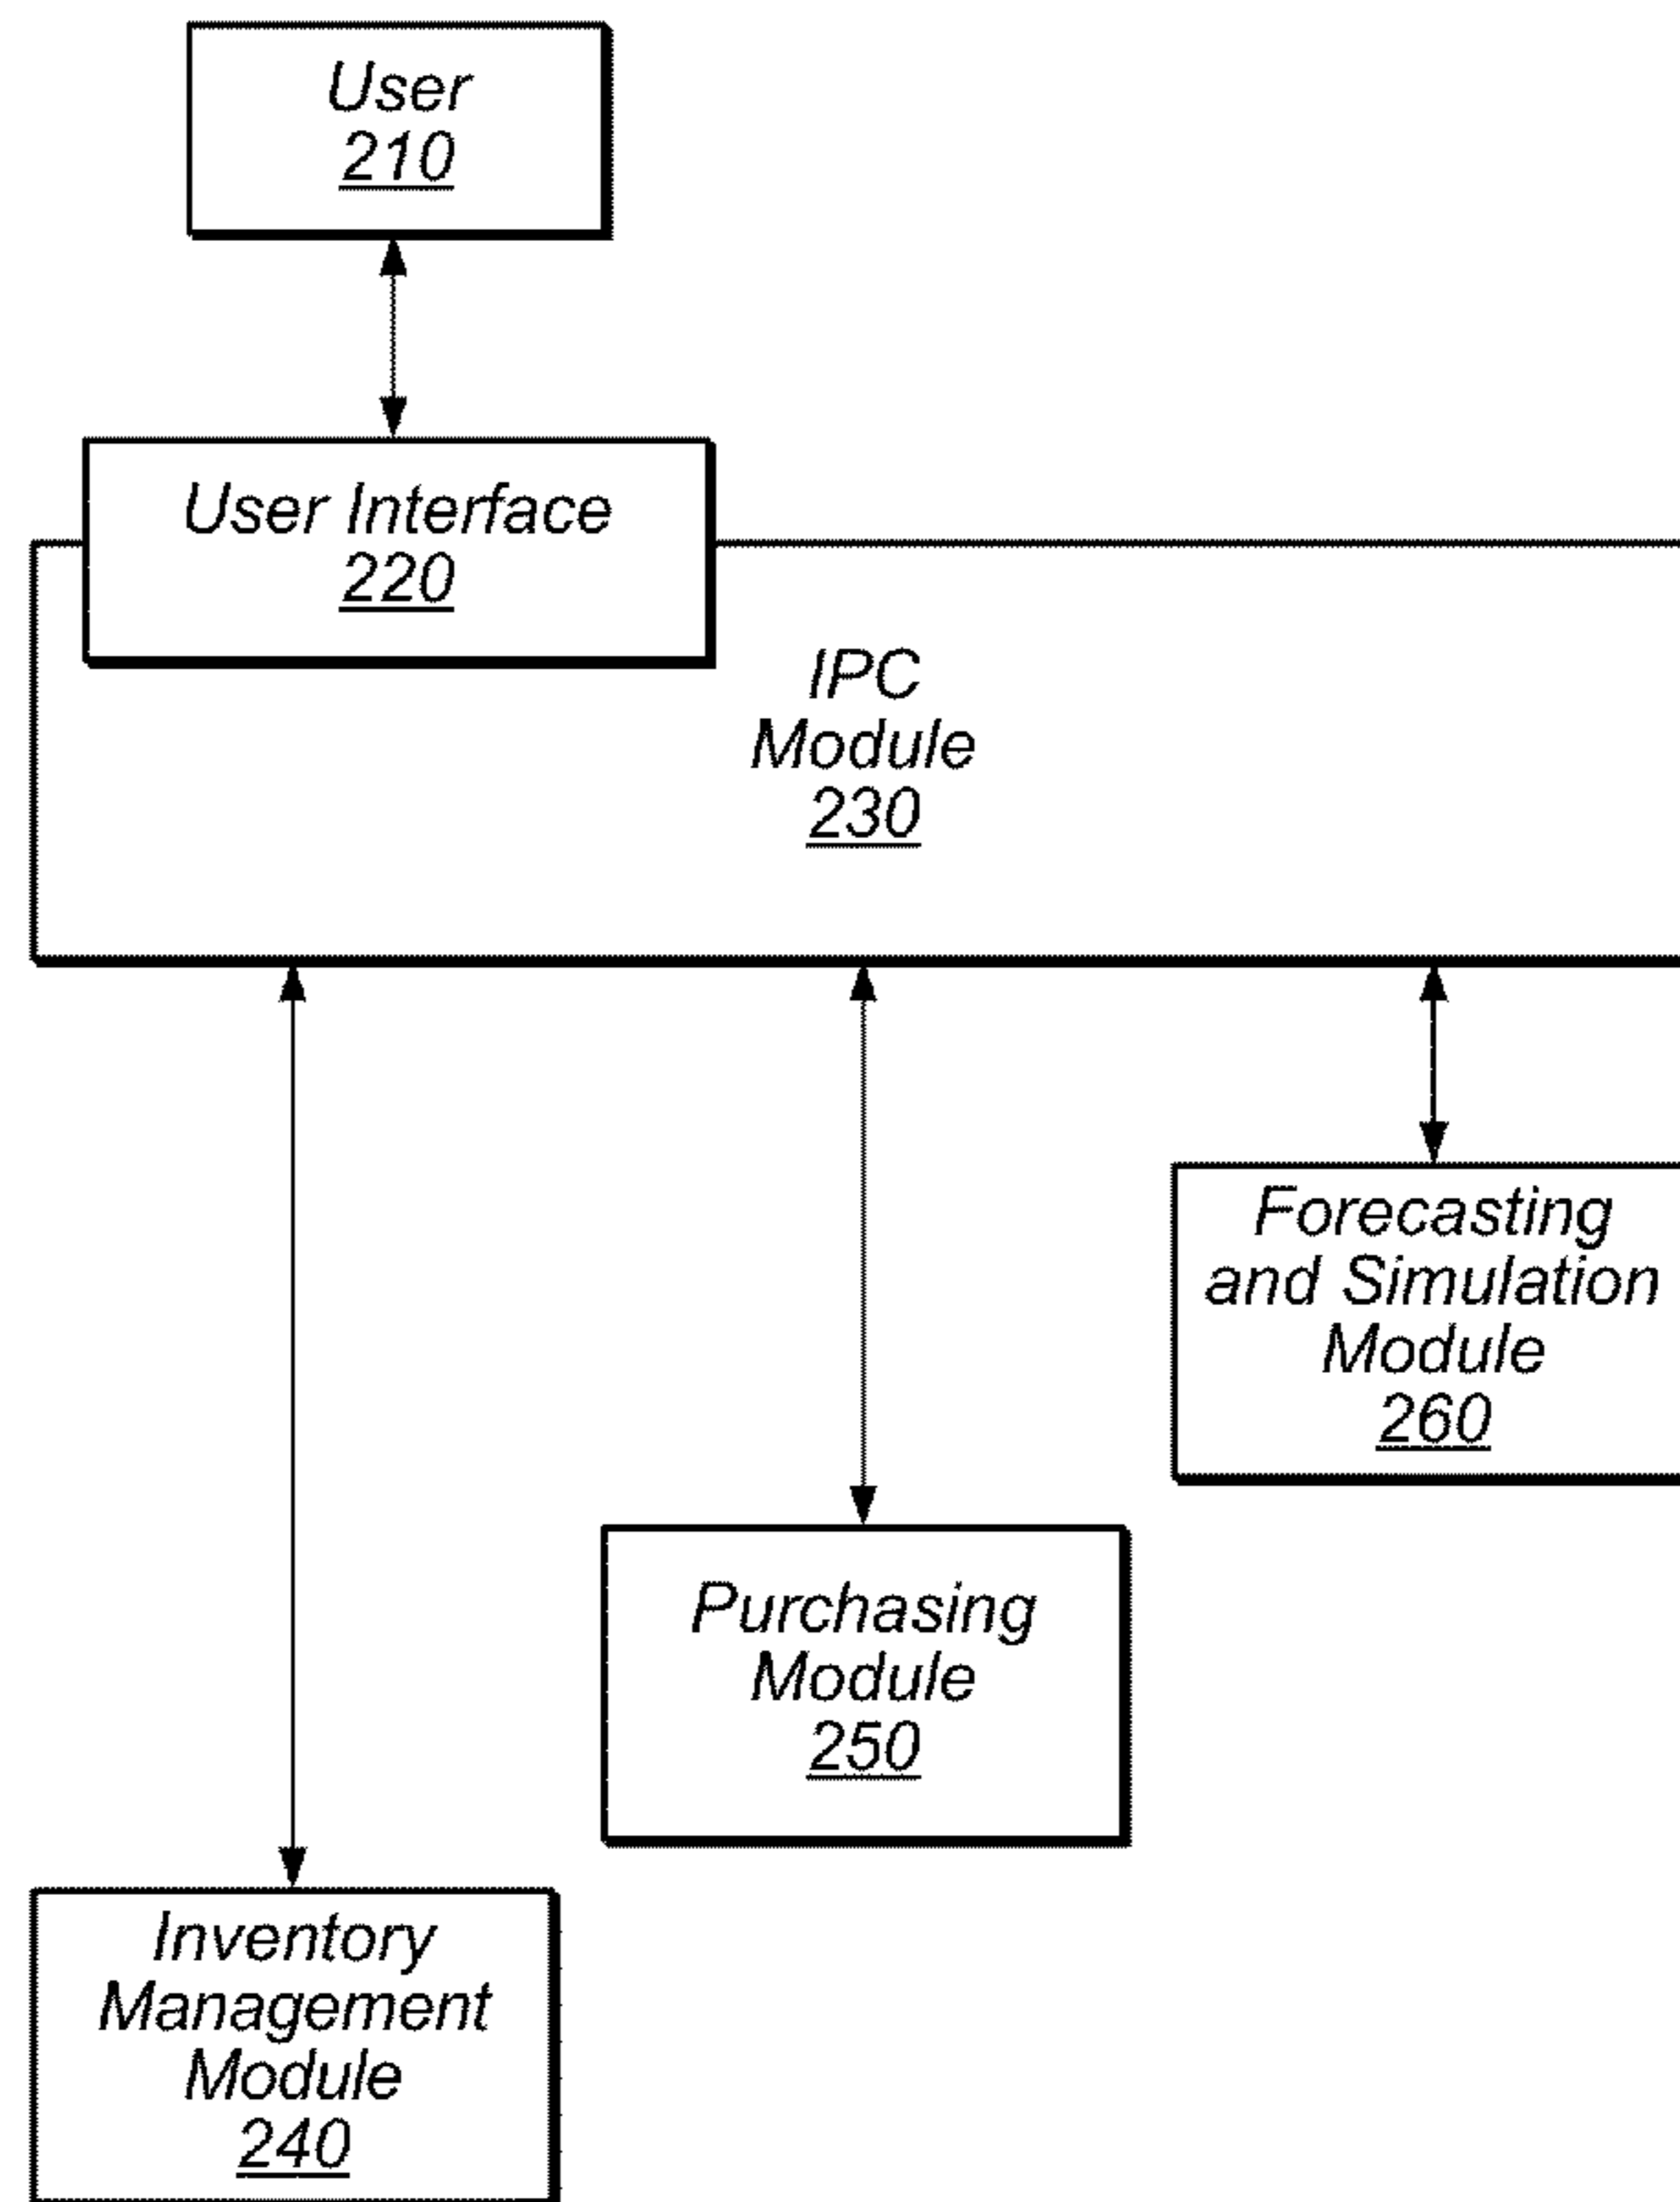 User
210
User Interface
220
IPC
Module
230
Forecasting
and Simulation
Module
260
Purchasing
Module
250
Inventory
Management
Module
240